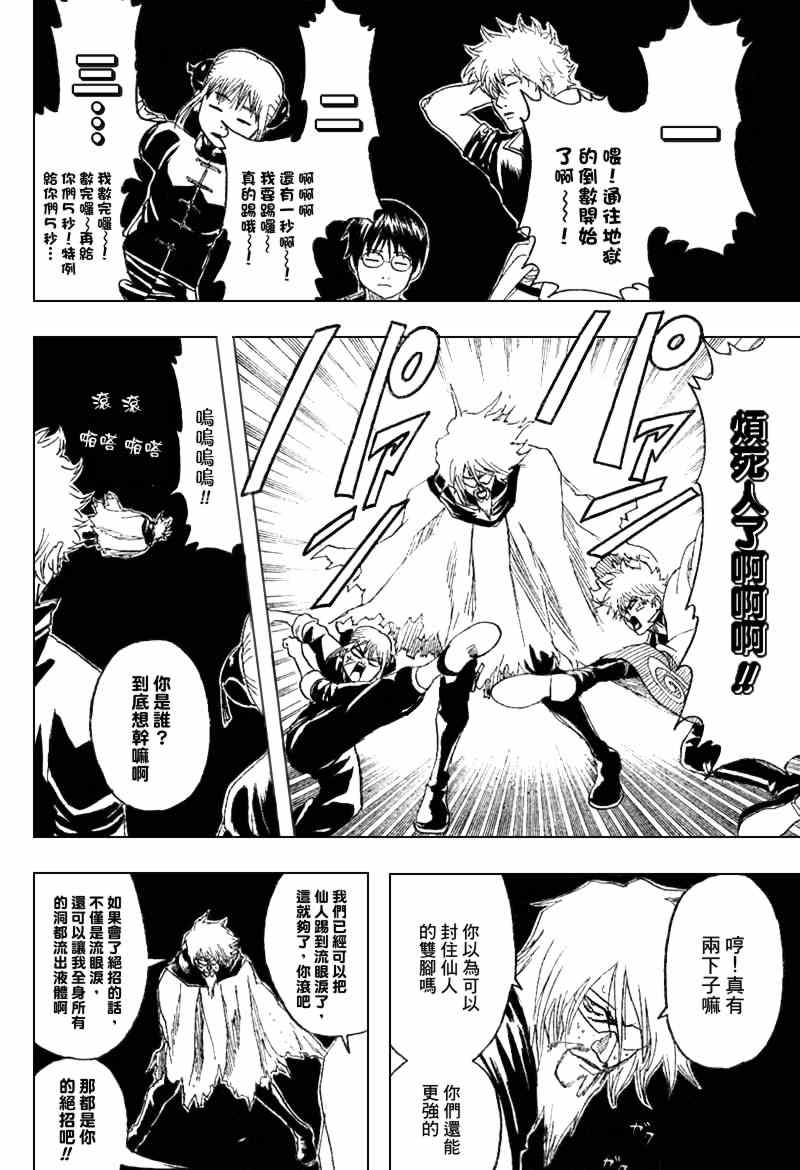 一
喂！通往地獄
的倒數開始
了啊～～！
二
啊啊啊
還有一秒啊～！
我要踢囉～！
真的踢哦～！
三…
我數完囉～！
數完囉～再給
你們5秒！特例
給你們5秒…
煩死人了啊啊啊!!
パン
パン
パン
パン
嗚嗚嗚嗚!!
滾滾
啪嗒啪嗒
你是誰？
到底想幹嘛啊
哼！真有
兩下子嘛
你以為可以
封住仙人
的雙腳嗎
你們還能
更強的
我們已經可以把
仙人踢到流眼淚了，
這就夠了，你滾吧
如果會了絕招的話，
不僅是流眼淚，
還可以讓我全身所有
的洞都流出液體啊
那都是你
的絕招吧!!